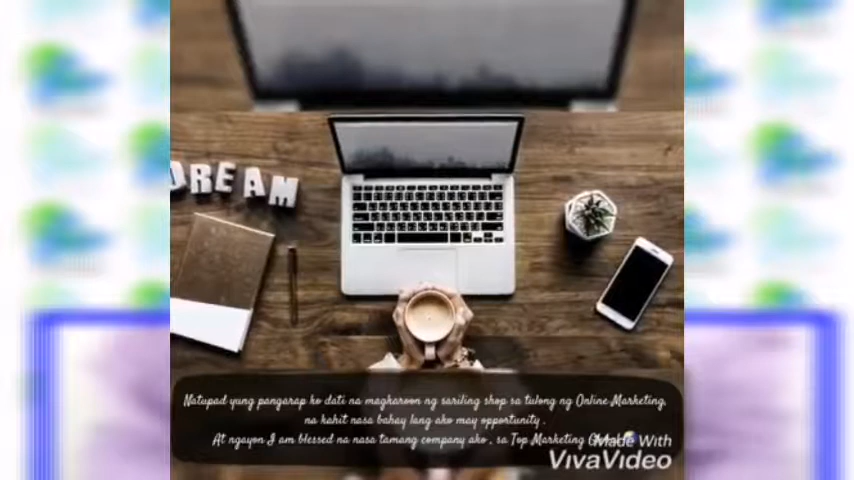 DREAM
Natupad yung pangarap ko dati na magkaroon ng sariling shop sa tulong ng Online Marketing,
na kahit nasa bahay lang ako may opportunity .
At ngayon I am blessed na nasa tamang company ako , sa Top Marketing
Made With
VivaVideo